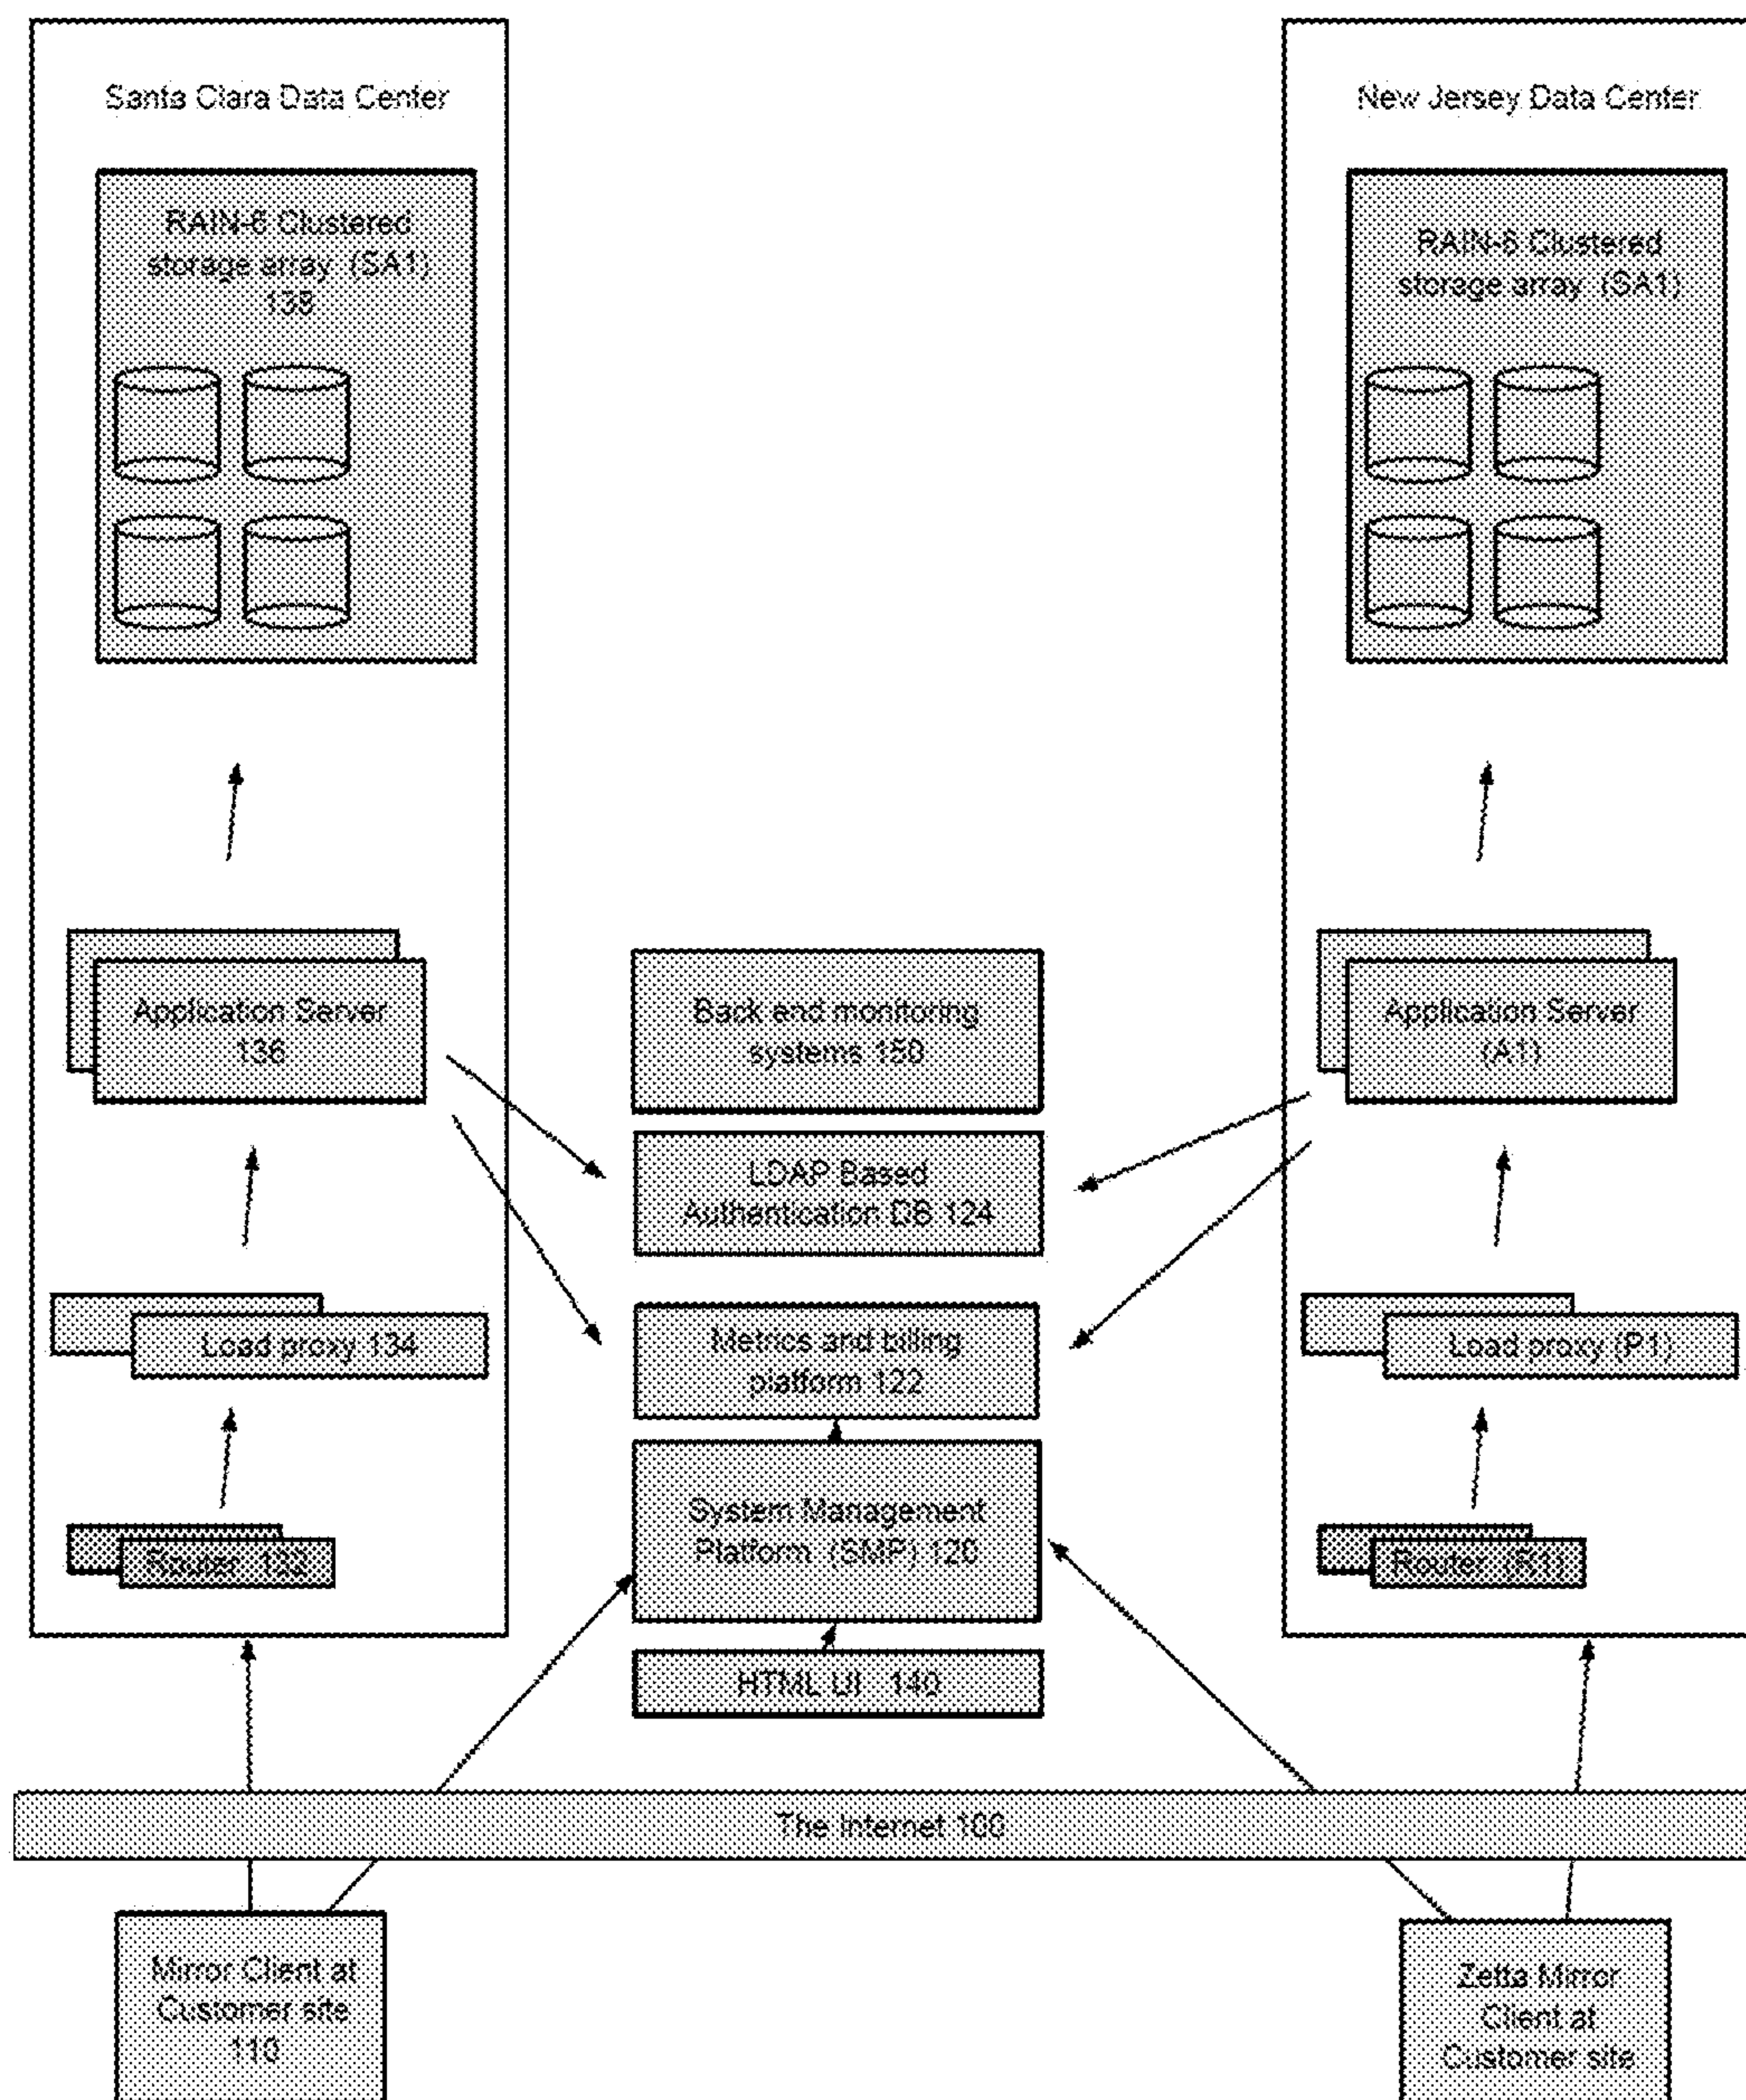 Santa Clara Data Center
RAIN-6 Clustered
storage array (SA1)
138
Application Server
136
Load proxy 134
Router 132
Back end monitoring
systems 150
LDAP Based
Authentication DB 124
Metrics and billing
platform 122
System Management
Platform (SMP) 120
HTML UI 140
New Jersey Data Center
RAIN-6 Clustered
storage array (SA1)
Application Server
(A1)
Load proxy (P1)
Router (R1)
The Internet 100
Mirror Client at
Customer site
110
Zetta Mirror
Client at
Customer site